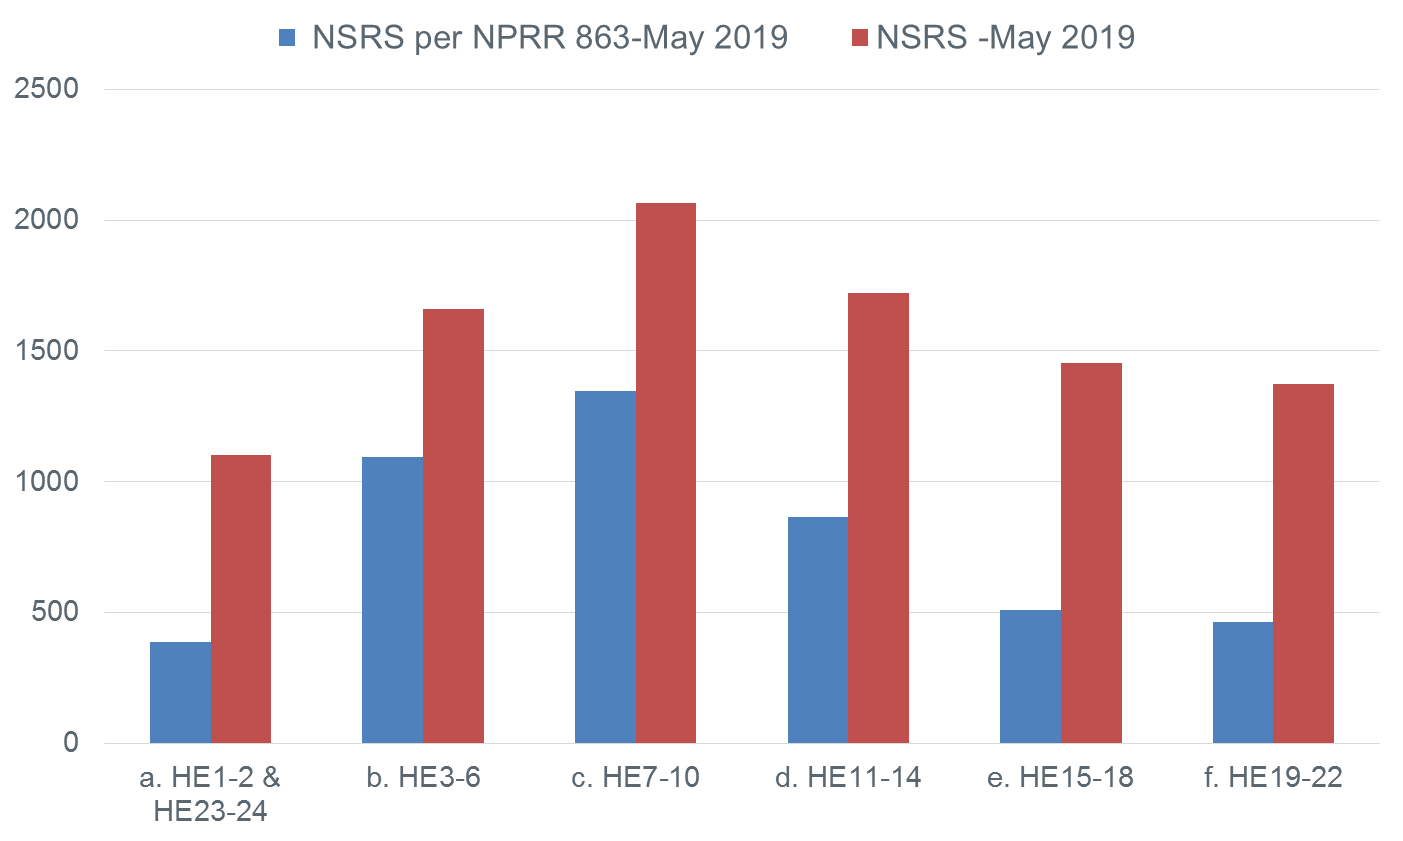 NSRS per NPRR 863-May 2019
NSRS -May 2019
2500
2000
1500
1000
500
0
a. HE1-2 &
HE23-24
b. HE3-6
c. HE7-10
d. HE11-14
e. HE15-18
f. HE19-22